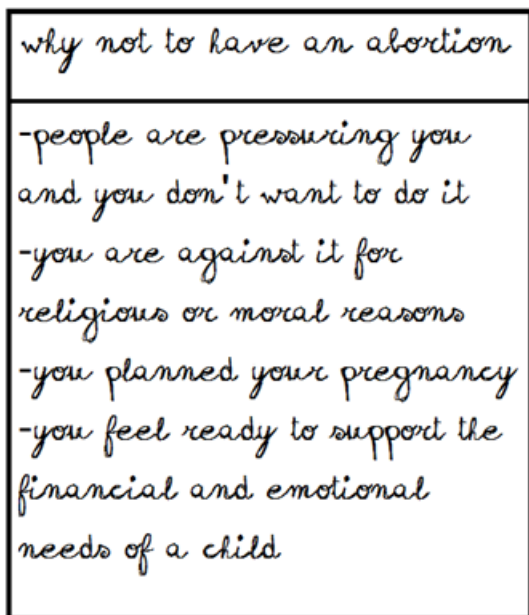 why not to have an abortion
-people are pressuring you
and you don't want to do it
-you are against it for
religious or moral reasons
-you planned your pregnancy
-you feel ready to support the
financial and emotional
needs of a child